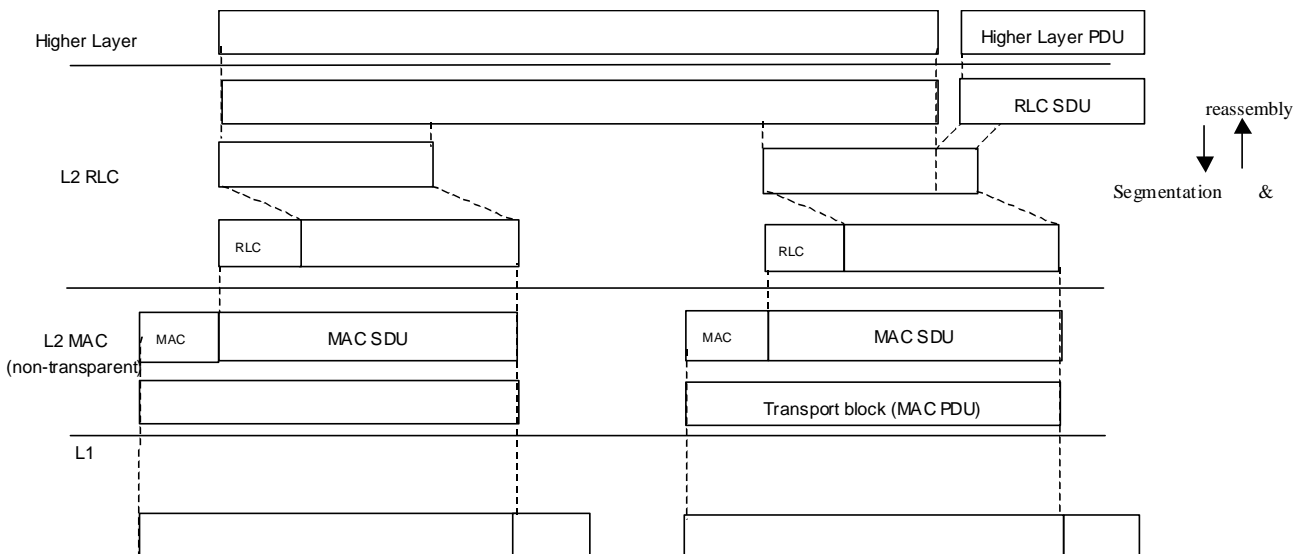 Higher Layer
Higher Layer PDU
RLC SDU
reassembly
L2 RLC
Segmentation &
RLC
RLC
L2 MAC
(non-transparent)
MAC
MAC SDU
MAC
MAC SDU
Transport block (MAC PDU)
L1